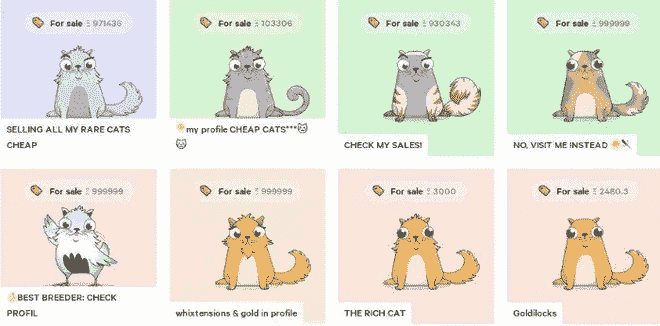 For sale Ξ 971436
For sale Ξ 103306
For sale Ξ 930343
For sale Ξ 999999
SELLING ALL MY RARE CATS
CHEAP
my profile CHEAP CATS***🐱
🐱
CHECK MY SALES!
NO, VISIT ME INSTEAD
For sale Ξ 999999
For sale Ξ 999999
For sale Ξ 3000
For sale Ξ 2480.3
BEST BREEDER: CHECK
PROFIL
whixtensions & gold in profile
THE RICH CAT
Goldilocks